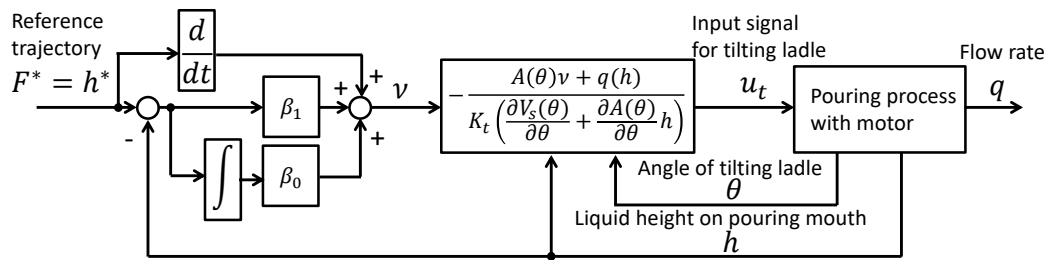 Reference
trajectory
F* = h*
-
d
dt
β₁
∫
β₀
+
+
+
ν
− A(θ)ν + q(h)
K_t ( ∂V_s(θ)/∂θ + ∂A(θ)/∂θ h )
Input signal
for tilting ladle
u_t
Pouring process
with motor
Flow rate
q
Angle of tilting ladle
θ
Liquid height on pouring mouth
h